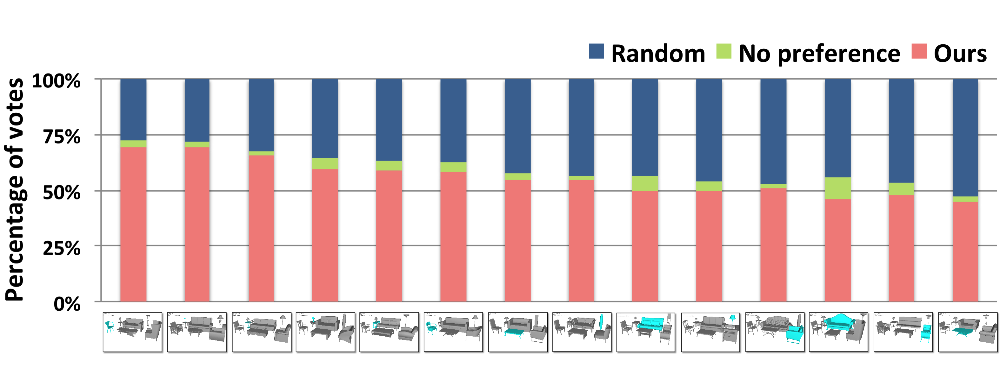 Random No preference Ours
Percentage of votes
100%
75%
50%
25%
0%